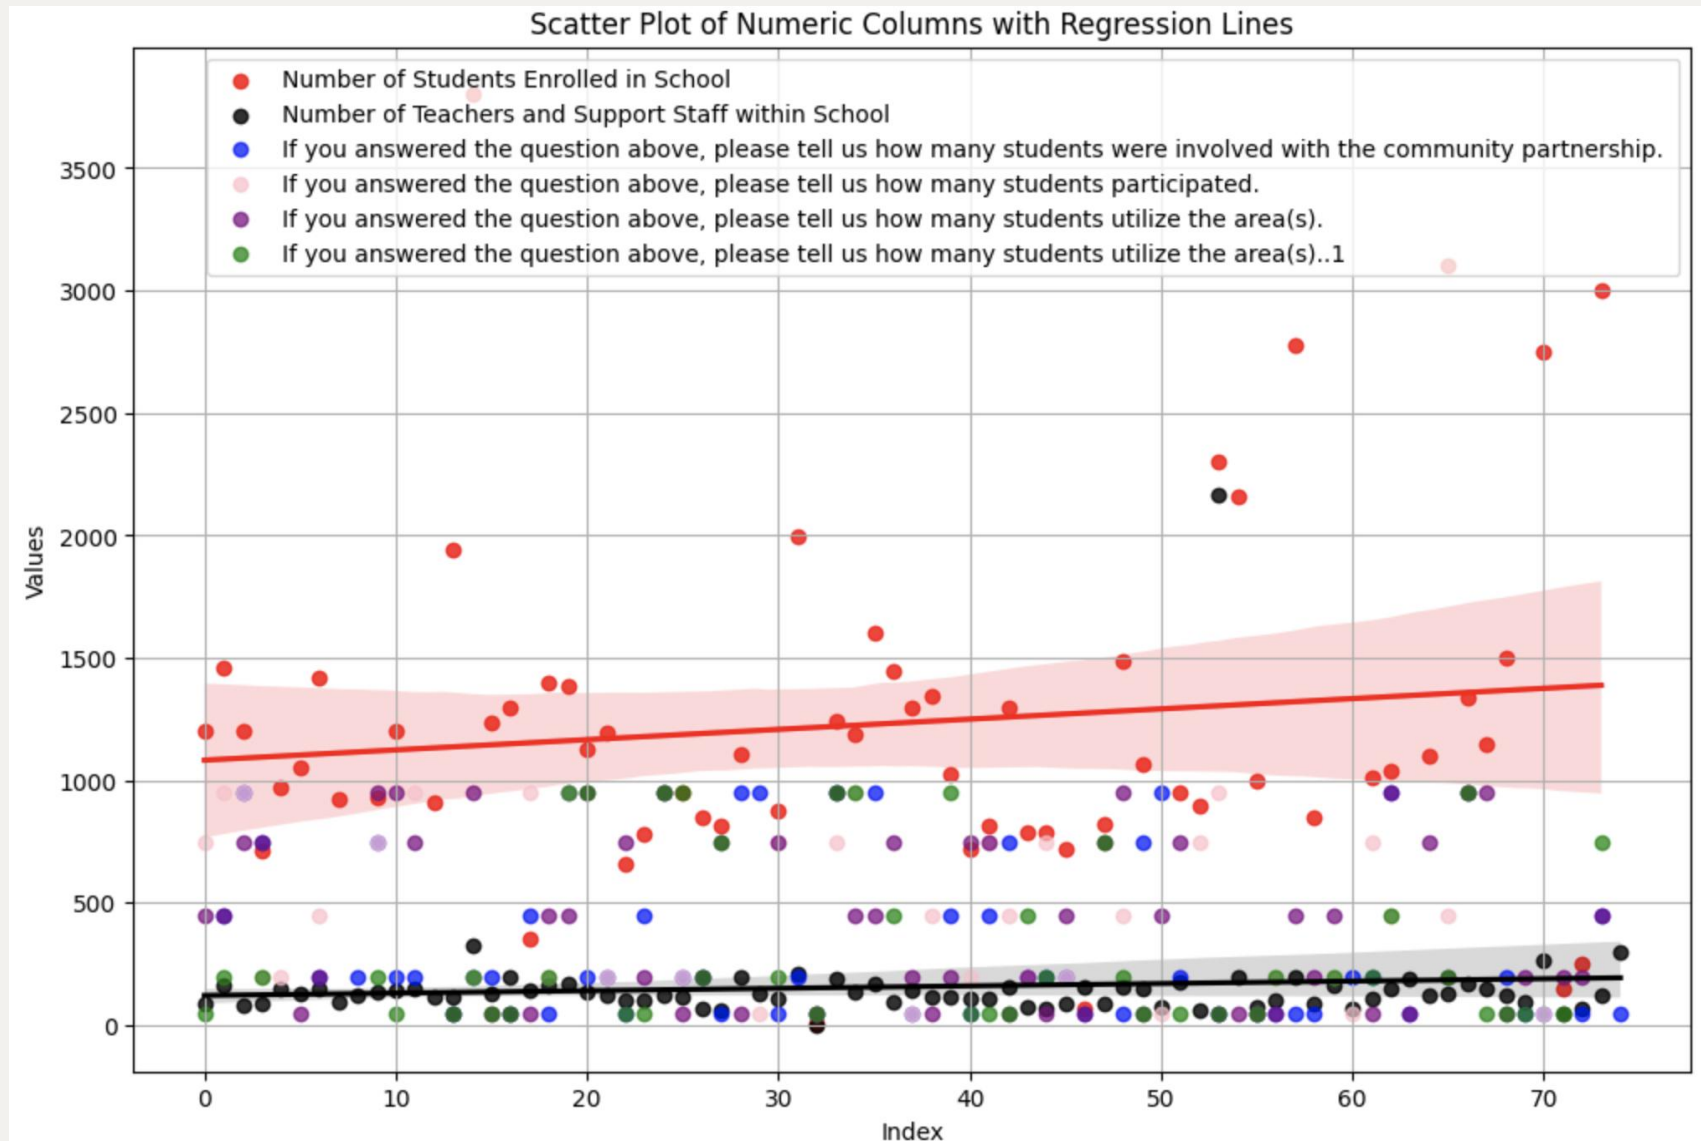 Scatter Plot of Numeric Columns with Regression Lines
Number of Students Enrolled in School
Number of Teachers and Support Staff within School
If you answered the question above, please tell us how many students were involved with the community partnership.
If you answered the question above, please tell us how many students participated.
If you answered the question above, please tell us how many students utilize the area(s).
If you answered the question above, please tell us how many students utilize the area(s)..1
3500
3000
2500
2000
1500
1000
500
0
Values
0 10 20 30 40 50 60 70
Index